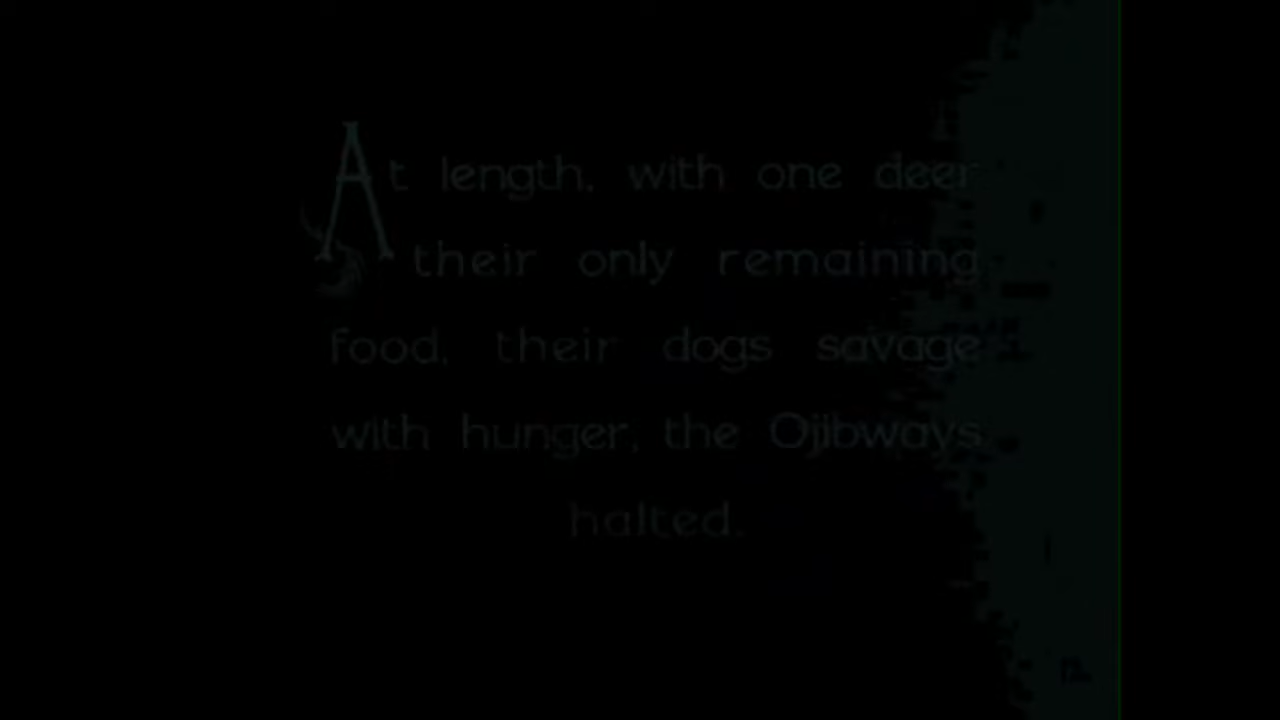 At length, with one deer
their only remaining
food, their dogs savage
with hunger, the Ojibways
halted.